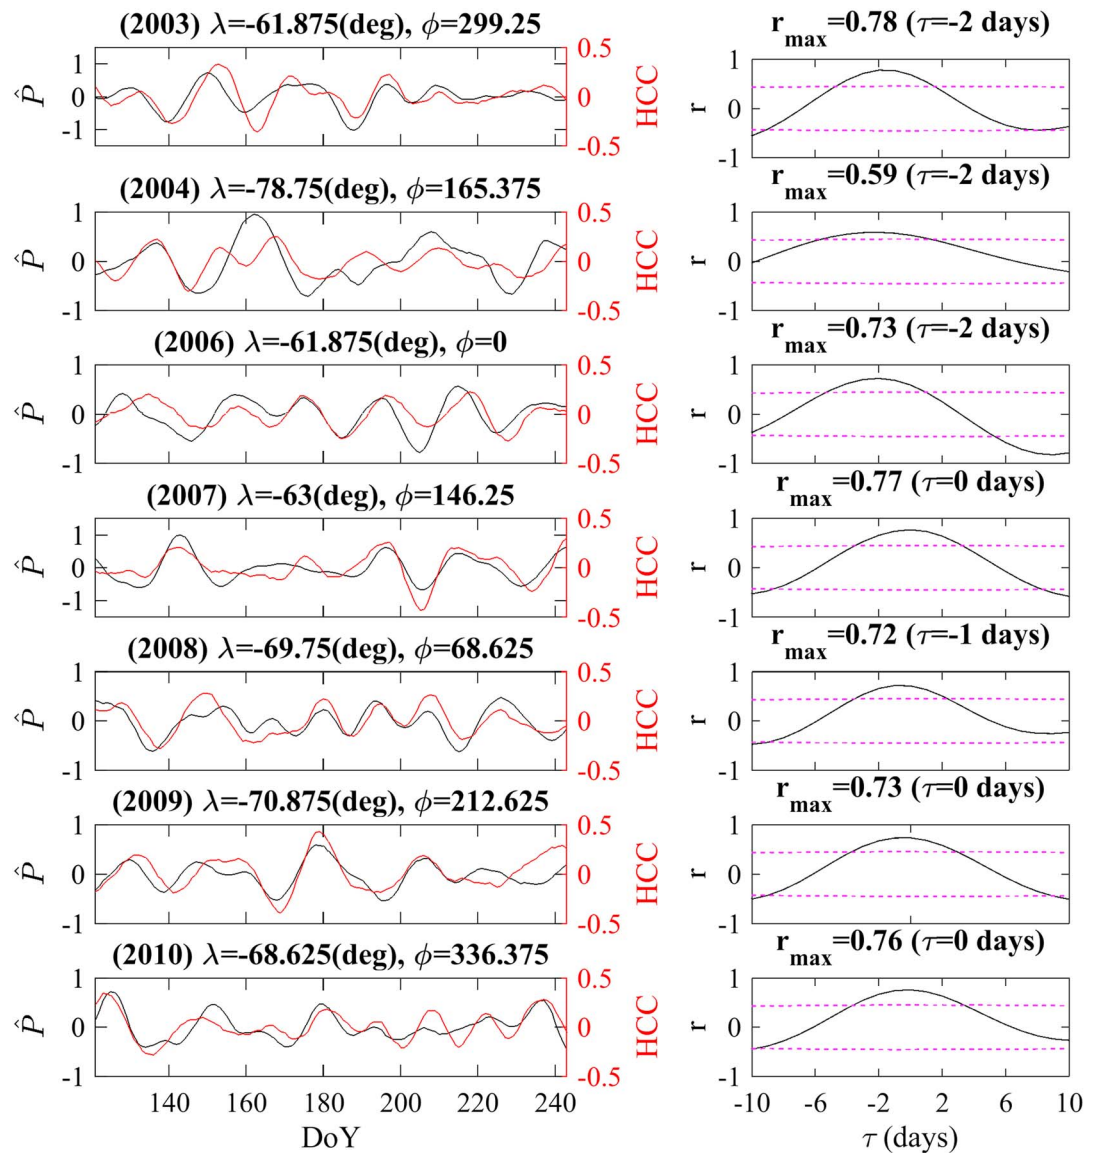 (2003) λ=-61.875(deg), ϕ=299.25
r_max=0.78 (τ=-2 days)
P̂
1
0
-1
0.5
0
-0.5
HCC
r
1
0
-1
(2004) λ=-78.75(deg), ϕ=165.375
r_max=0.59 (τ=-2 days)
P̂
1
0
-1
0.5
0
-0.5
HCC
r
1
0
-1
(2006) λ=-61.875(deg), ϕ=0
r_max=0.73 (τ=-2 days)
P̂
1
0
-1
0.5
0
-0.5
HCC
r
1
0
-1
(2007) λ=-63(deg), ϕ=146.25
r_max=0.77 (τ=0 days)
P̂
1
0
-1
0.5
0
-0.5
HCC
r
1
0
-1
(2008) λ=-69.75(deg), ϕ=68.625
r_max=0.72 (τ=-1 days)
P̂
1
0
-1
0.5
0
-0.5
HCC
r
1
0
-1
(2009) λ=-70.875(deg), ϕ=212.625
r_max=0.73 (τ=0 days)
P̂
1
0
-1
0.5
0
-0.5
HCC
r
1
0
-1
(2010) λ=-68.625(deg), ϕ=336.375
r_max=0.76 (τ=0 days)
P̂
1
0
-1
0.5
0
-0.5
HCC
r
1
0
-1
140 160 180 200 220 240
DoY
-10 -6 -2 2 6 10
τ (days)